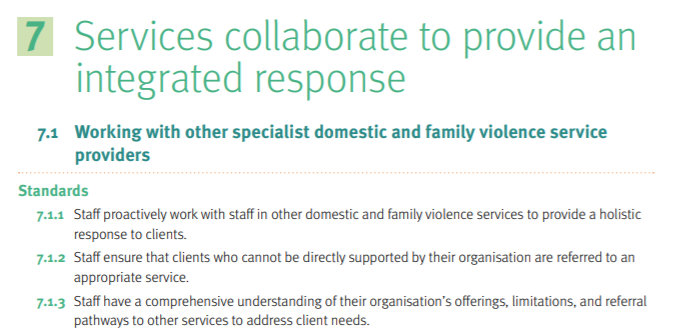 7 Services collaborate to provide an
integrated response
7.1 Working with other specialist domestic and family violence service
providers
Standards
7.1.1 Staff proactively work with staff in other domestic and family violence services to provide a holistic
response to clients.
7.1.2 Staff ensure that clients who cannot be directly supported by their organisation are referred to an
appropriate service.
7.1.3 Staff have a comprehensive understanding of their organisation's offerings, limitations, and referral
pathways to other services to address client needs.